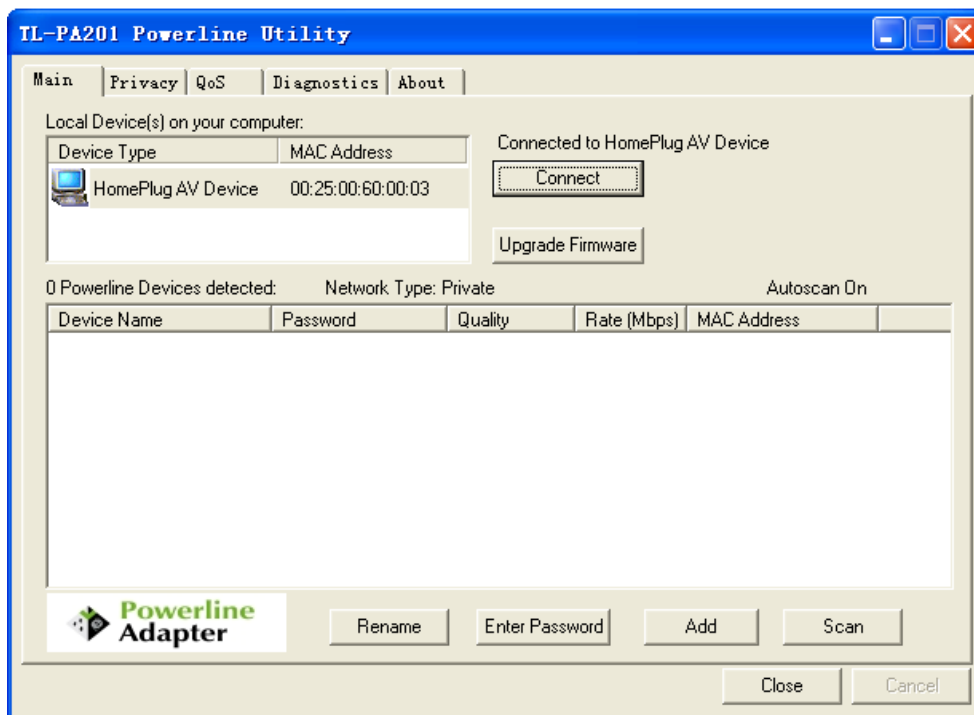 TL-PA201 Powerline Utility
Main Privacy QoS Diagnostics About
Local Device(s) on your computer:
Device Type MAC Address
HomePlug AV Device 00:25:00:60:00:03
Connected to HomePlug AV Device
Connect
Upgrade Firmware
0 Powerline Devices detected: Network Type: Private Autoscan On
Device Name Password Quality Rate (Mbps) MAC Address
Powerline
Adapter
Rename Enter Password Add Scan
Close Cancel